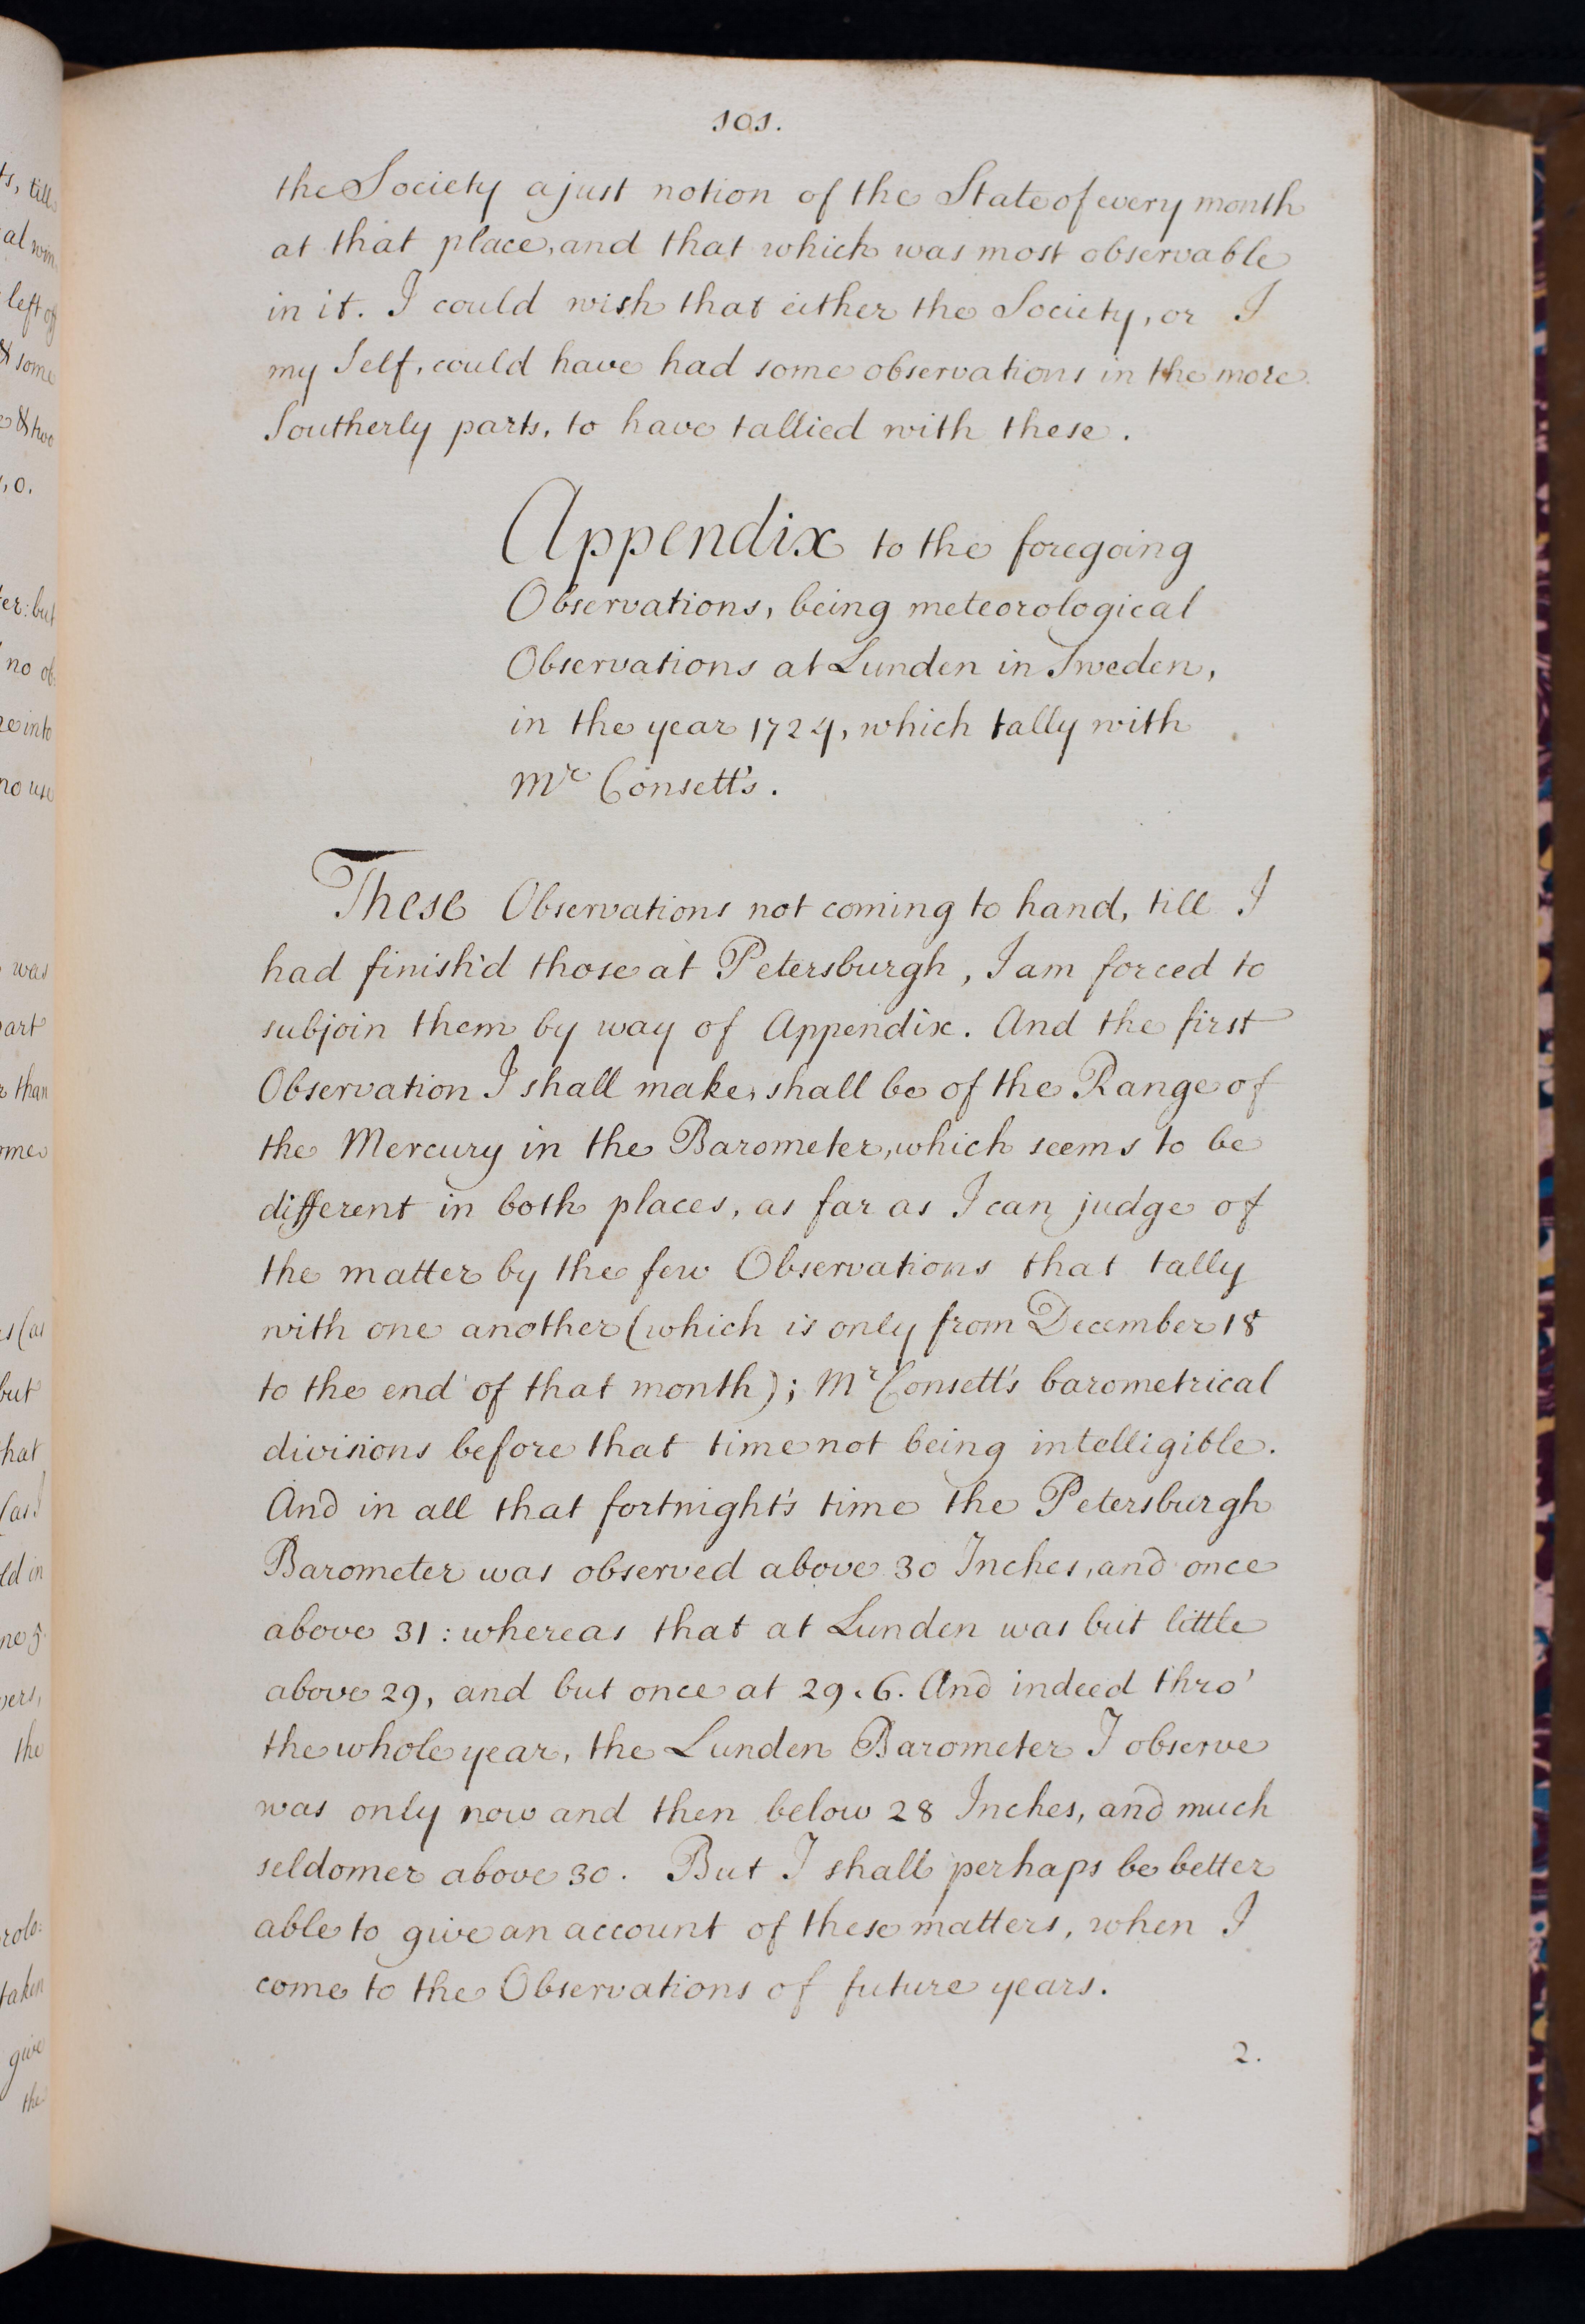 101.
the Society a just notion of the State of every month
at that place, and that which was most observable
in it. I could wish that either the Society, or I
my Self, could have had some observations in the more
Southerly parts, to have tallied with these.
Appendix to the foregoing
Observations, being meteorological
Observations at Lunden in Sweden,
in the year 1724, which tally with
Mr Consett's.
These Observations not coming to hand, till I
had finish'd those at Petersburgh, I am forced to
subjoin them by way of Appendix. And the first
Observation I shall make, shall be of the Range of
the Mercury in the Barometer, which seems to be
different in both places, as far as I can judge of
the matter by the few Observations that tally
with one another (which is only from December 18
to the end of that month); Mr Consett's barometrical
divisions before that time not being intelligible.
And in all that fortnight's time the Petersburgh
Barometer was observed above 30 Inches, and once
above 31: whereas that at Lunden was but little
above 29, and but once at 29.6. And indeed thro'
the whole year, the Lunden Barometer I observe
was only now and then below 28 Inches, and much
seldomer above 30. But I shall perhaps be better
able to give an account of these matters, when I
come to the Observations of future years.
2.